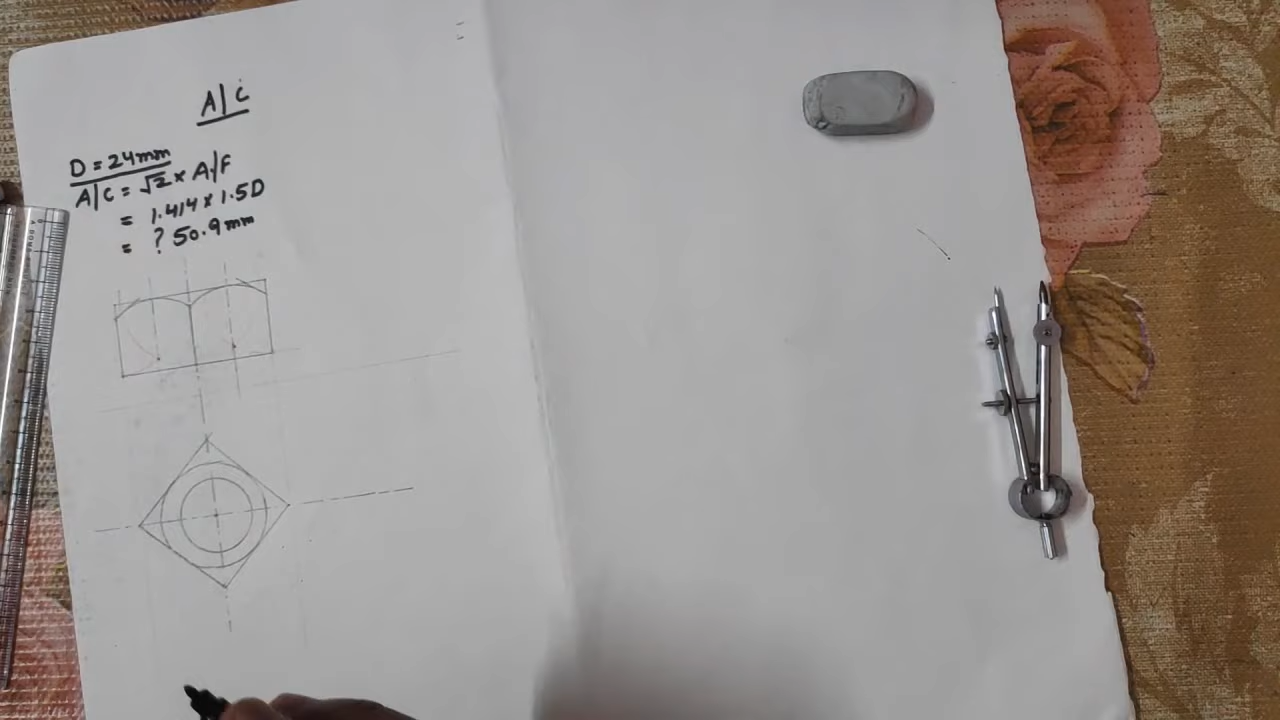 A/C
D = 24mm
A/C = √2 × A/F
= 1.414 × 1.5D
= ? 50.9mm